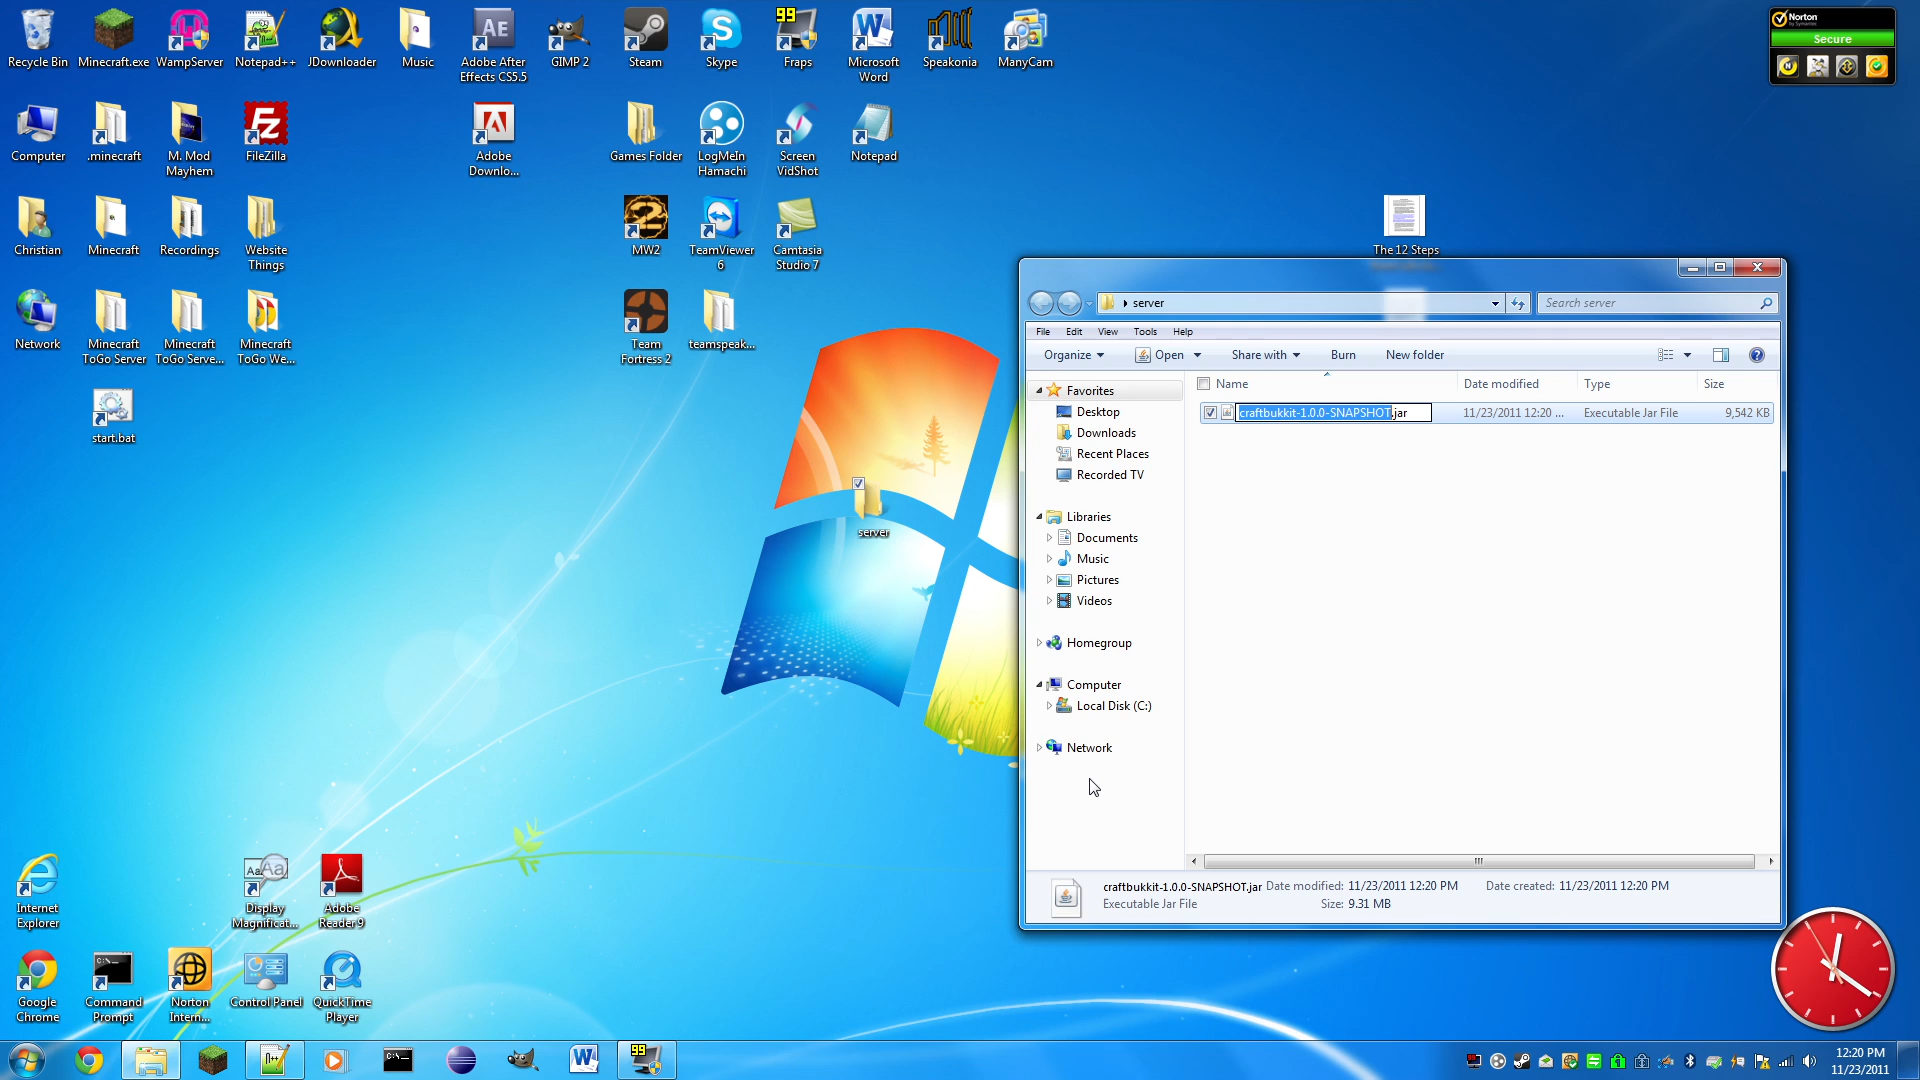 Recycle Bin
Minecraft.exe
WampServer
Notepad++
JDownloader
Music
Adobe After
Effects CS5.5
GIMP 2
Steam
Skype
99
Fraps
Microsoft
Word
Speakonia
ManyCam
Norton
by Symantec
Secure
Computer
.minecraft
M. Mod
Mayhem
FileZilla
Adobe
Downlo...
Games Folder
LogMeIn
Hamachi
Screen
VidShot
Notepad
Christian
Minecraft
Recordings
Website
Things
MW2
TeamViewer
6
Camtasia
Studio 7
The 12 Steps
Network
Minecraft
ToGo Server
Minecraft
ToGo Serve...
Minecraft
ToGo We...
Team
Fortress 2
teamspeak...
start.bat
server
server
Search server
File Edit View Tools Help
Organize Open Share with Burn New folder
Name Date modified Type Size
craftbukkit-1.0.0-SNAPSHOT.jar 11/23/2011 12:20 ... Executable Jar File 9,542 KB
Favorites
Desktop
Downloads
Recent Places
Recorded TV
Libraries
Documents
Music
Pictures
Videos
Homegroup
Computer
Local Disk (C:)
Network
craftbukkit-1.0.0-SNAPSHOT.jar Date modified: 11/23/2011 12:20 PM Date created: 11/23/2011 12:20 PM
Executable Jar File Size: 9.31 MB
Internet
Explorer
Display
Magnificat...
Adobe
Reader 9
Google
Chrome
Command
Prompt
Norton
Intern...
Control Panel
QuickTime
Player
99
12:20 PM
11/23/2011